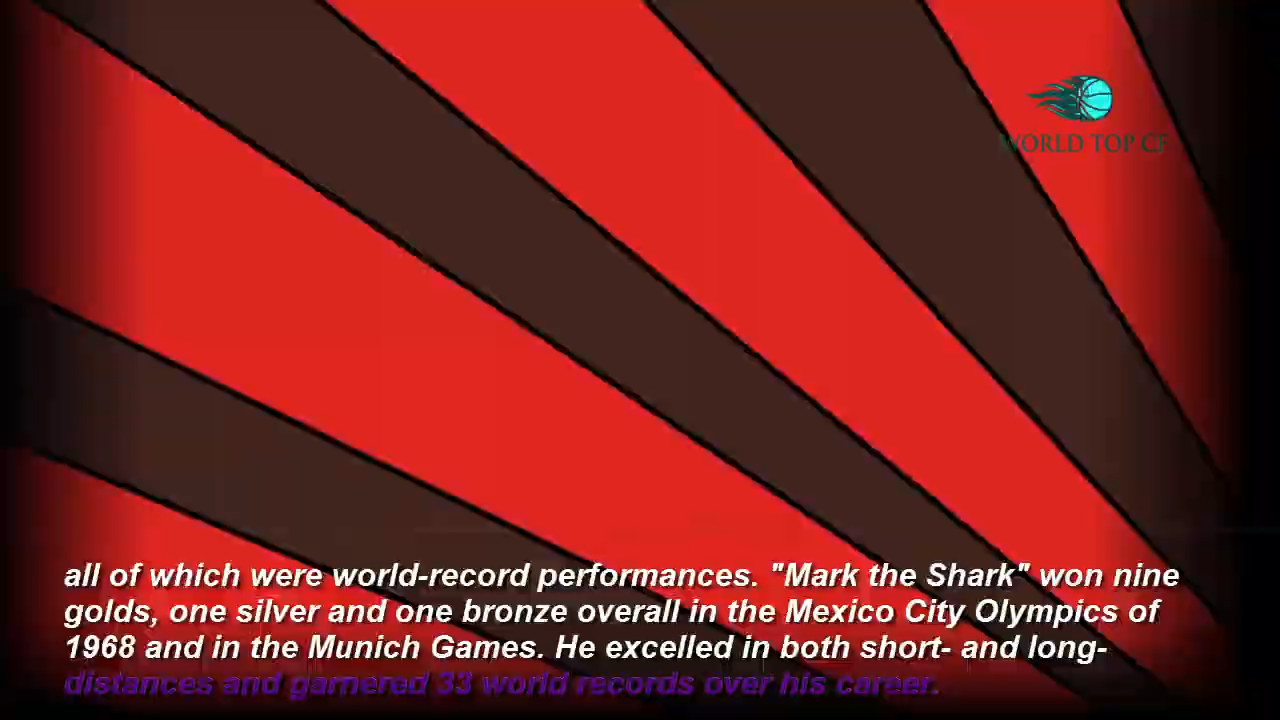 WORLD TOP CF
all of which were world-record performances. "Mark the Shark" won nine
golds, one silver and one bronze overall in the Mexico City Olympics of
1968 and in the Munich Games. He excelled in both short- and long-
distances and garnered 33 world records over his career.